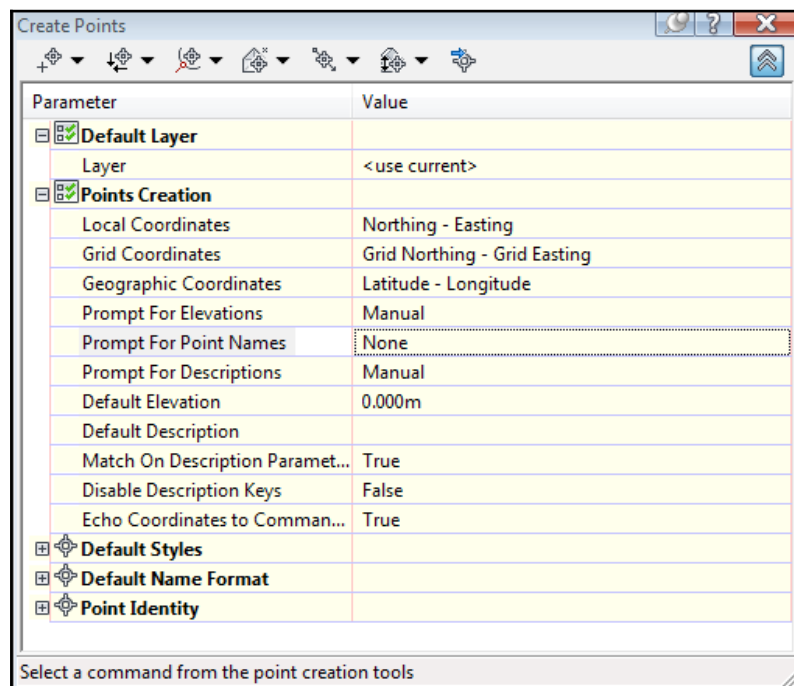 Create Points
Parameter Value
Default Layer
Layer <use current>
Points Creation
Local Coordinates Northing - Easting
Grid Coordinates Grid Northing - Grid Easting
Geographic Coordinates Latitude - Longitude
Prompt For Elevations Manual
Prompt For Point Names None
Prompt For Descriptions Manual
Default Elevation 0.000m
Default Description
Match On Description Paramet... True
Disable Description Keys False
Echo Coordinates to Comman... True
Default Styles
Default Name Format
Point Identity
Select a command from the point creation tools